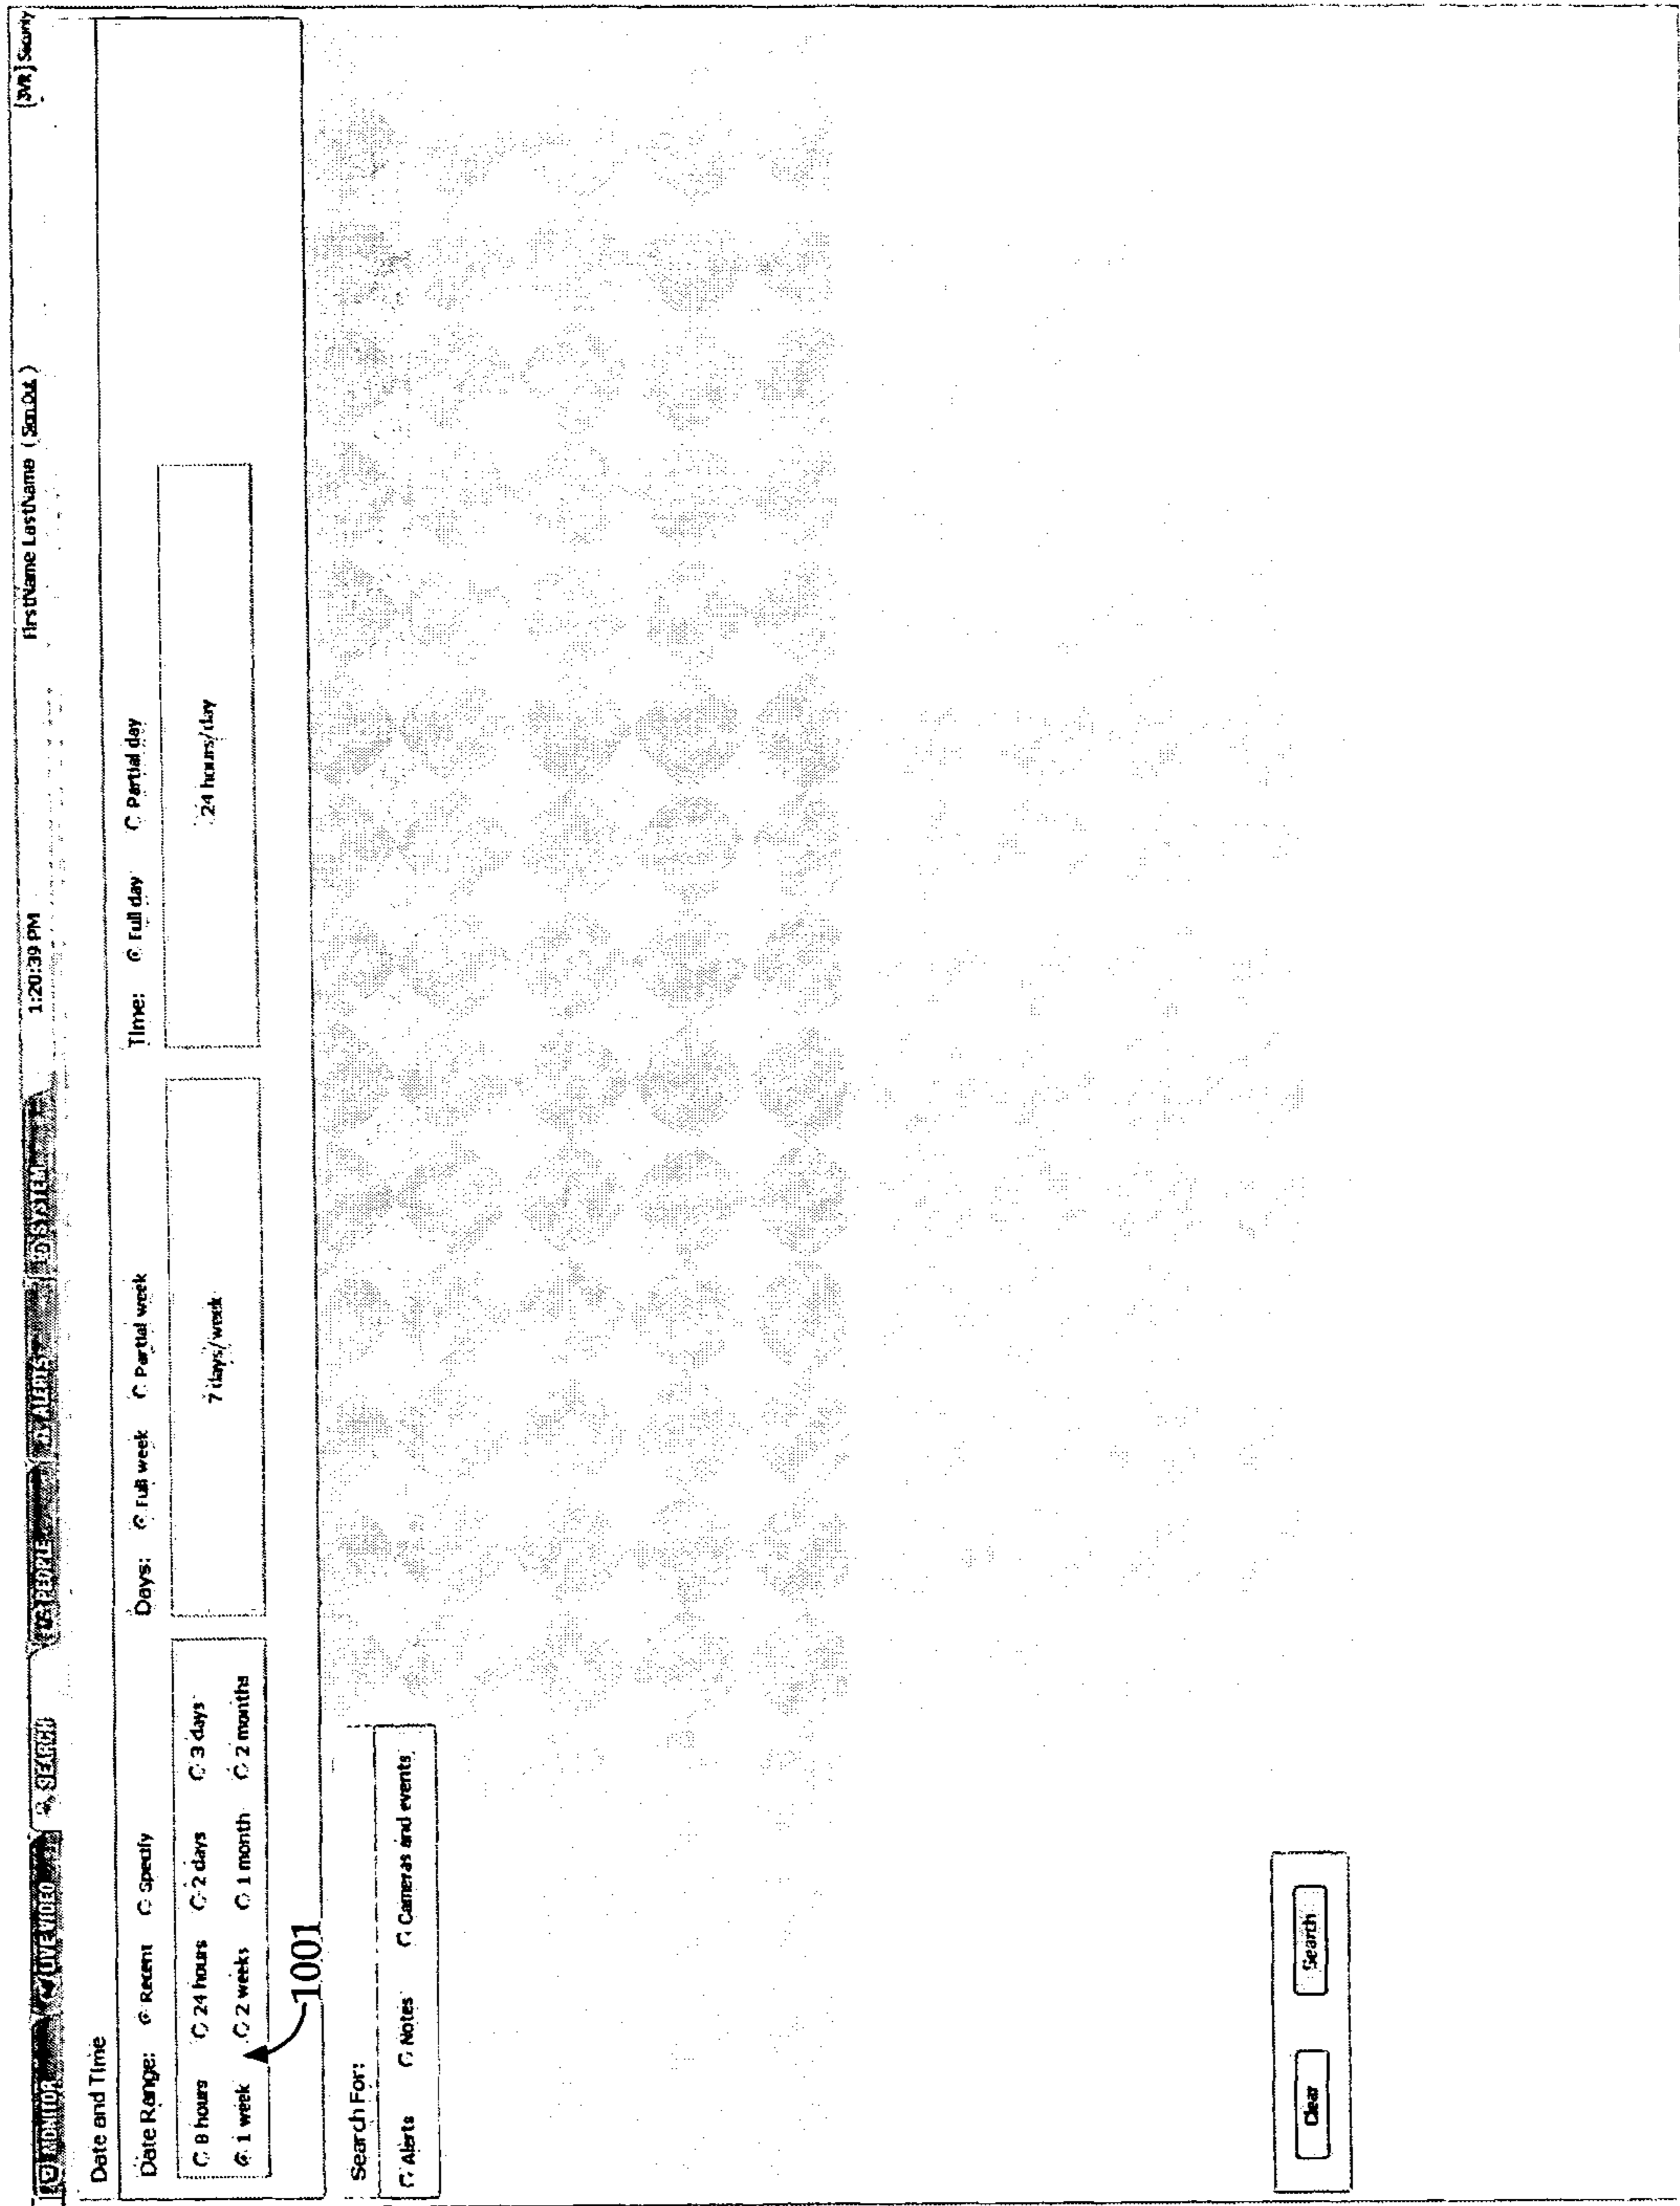 MONITOR LIVE VIDEO SEARCH PEOPLE ALERTS SYSTEM 1:20:39 PM FirstName LastName (Sign Out) [3VR] Security
Date and Time
Date Range: Recent Specify Days: Full week Partial week Time: Full day Partial day
8 hours 24 hours 2 days 3 days 7 days/week 24 hours/day
1 week 2 weeks 1 month 2 months
1001
Search For:
Alerts Notes Cameras and events
Clear Search